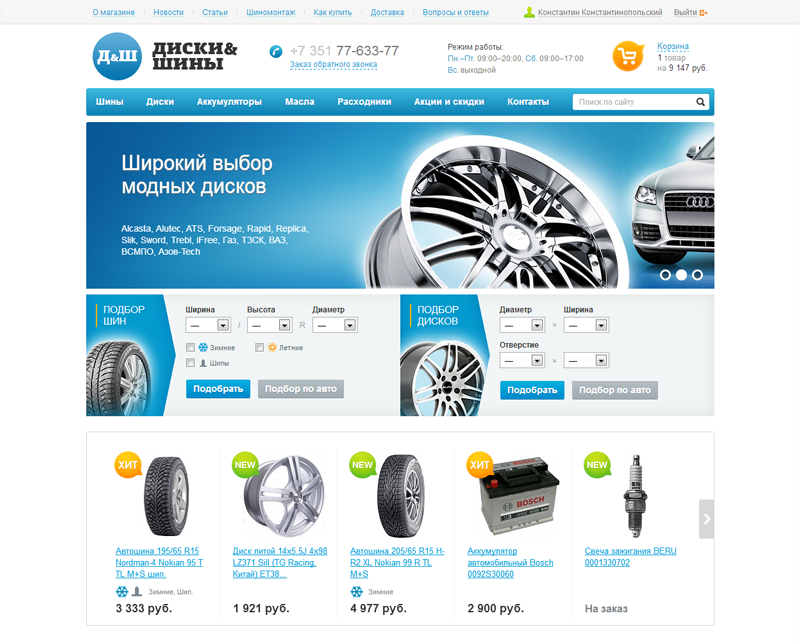 О магазине Новости Статьи Шиномонтаж Как купить Доставка Вопросы и ответы Константин Константинопольский Выйти
Д&Ш
ДИСКИ&
ШИНЫ
+7 351 77-633-77
Заказ обратного звонка
Режим работы:
Пн.–Пт. 09:00–20:00, Сб. 09:00–17:00
Вс. выходной
Корзина
1 товар
на 9 147 руб.
Шины Диски Аккумуляторы Масла Расходники Акции и скидки Контакты Поиск по сайту
Широкий выбор
модных дисков
Alcasta, Alutec, ATS, Forsage, Rapid, Replica,
Slik, Sword, Trebl, iFree, Газ, ТЗСК, ВАЗ,
ВСМПО, Азов-Tech
ПОДБОР
ШИН
Ширина Высота Диаметр
— / — R —
Зимние Летние
Шипы
Подобрать Подбор по авто
ПОДБОР
ДИСКОВ
Диаметр Ширина
— × —
Отверстие
— × —
Подобрать Подбор по авто
ХИТ
Автошина 195/65 R15
Nordman-4 Nokian 95 T
TL M+S шип.
Зимние, Шип.
3 333 руб.
NEW
Диск литой 14x5.5J 4x98
LZ371 Sill (TG Racing,
Китай) ET38...
1 921 руб.
NEW
Автошина 205/65 R15 H-
R2 XL Nokian 99 R TL
M+S
Зимние
4 977 руб.
ХИТ
BOSCH
Аккумулятор
автомобильный Bosch
0092S30060
2 900 руб.
NEW
Свеча зажигания BERU
0001330702
На заказ